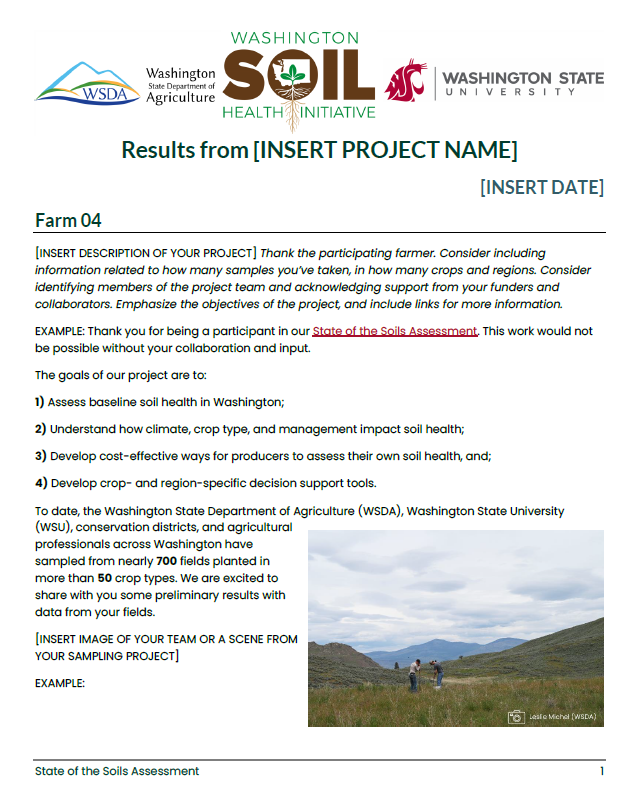 WASHINGTON
SOIL
HEALTH INITIATIVE
WSDA
Washington
State Department of
Agriculture
WASHINGTON STATE
UNIVERSITY
Results from [INSERT PROJECT NAME]
[INSERT DATE]
Farm 04
[INSERT DESCRIPTION OF YOUR PROJECT] Thank the participating farmer. Consider including
information related to how many samples you've taken, in how many crops and regions. Consider
identifying members of the project team and acknowledging support from your funders and
collaborators. Emphasize the objectives of the project, and include links for more information.
EXAMPLE: Thank you for being a participant in our State of the Soils Assessment. This work would not
be possible without your collaboration and input.
The goals of our project are to:
1) Assess baseline soil health in Washington;
2) Understand how climate, crop type, and management impact soil health;
3) Develop cost-effective ways for producers to assess their own soil health, and;
4) Develop crop- and region-specific decision support tools.
To date, the Washington State Department of Agriculture (WSDA), Washington State University
(WSU), conservation districts, and agricultural
professionals across Washington have
sampled from nearly 700 fields planted in
more than 50 crop types. We are excited to
share with you some preliminary results with
data from your fields.
[INSERT IMAGE OF YOUR TEAM OR A SCENE FROM
YOUR SAMPLING PROJECT]
EXAMPLE:
Leslie Michel (WSDA)
State of the Soils Assessment 1